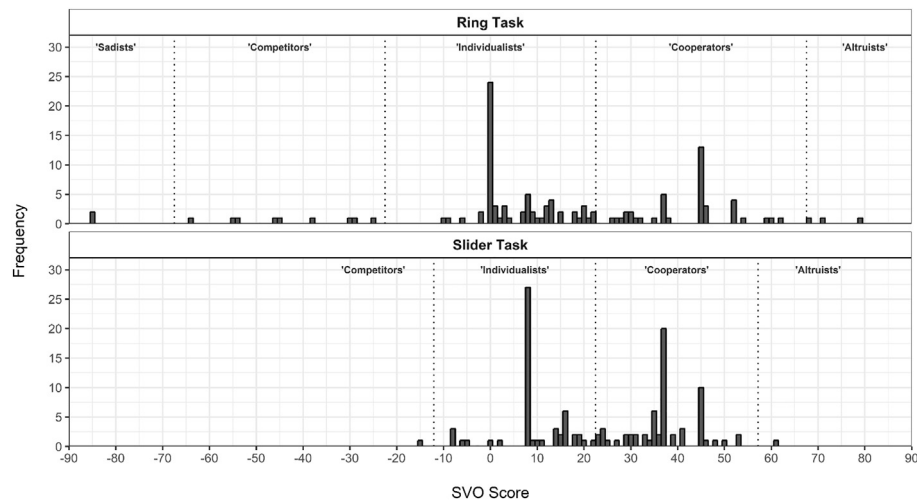 Ring Task
'Sadists' 'Competitors' 'Individualists' 'Cooperators' 'Altruists'
30
25
20
15
10
5
0
Frequency
Slider Task
'Competitors' 'Individualists' 'Cooperators' 'Altruists'
30
25
20
15
10
5
0
-90 -80 -70 -60 -50 -40 -30 -20 -10 0 10 20 30 40 50 60 70 80 90
SVO Score